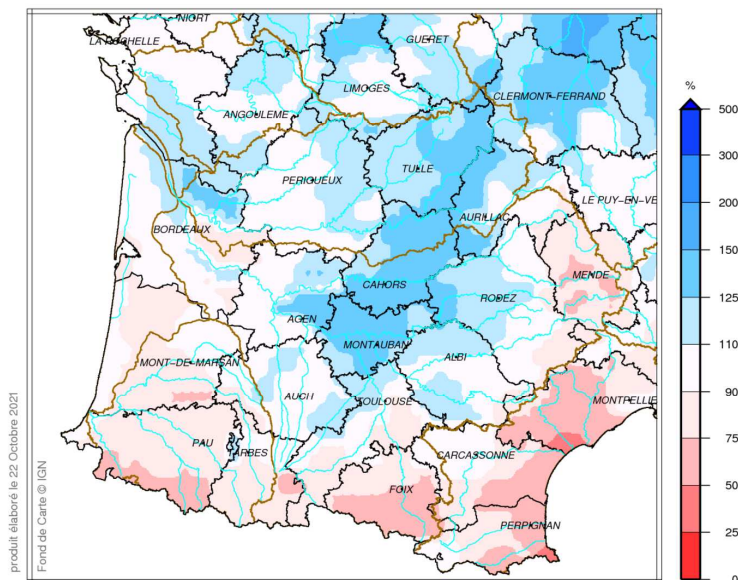 NIORT
LA ROCHELLE
GUERET
%
LIMOGES
CLERMONT-FERRAND
500
ANGOULEME
300
PERIGUEUX
TULLE
200
LE PUY-EN-VE
AURILLAC
BORDEAUX
150
MENDE
CAHORS
RODEZ
125
AGEN
MONTAUBAN
110
ALBI
MONT-DE-MARSAN
90
AUCH
TOULOUSE
MONTPELLIE
75
PAU
TARBES
CARCASSONNE
FOIX
50
PERPIGNAN
25
0
produit élaboré le 22 Octobre 2021
Fond de Carte © IGN